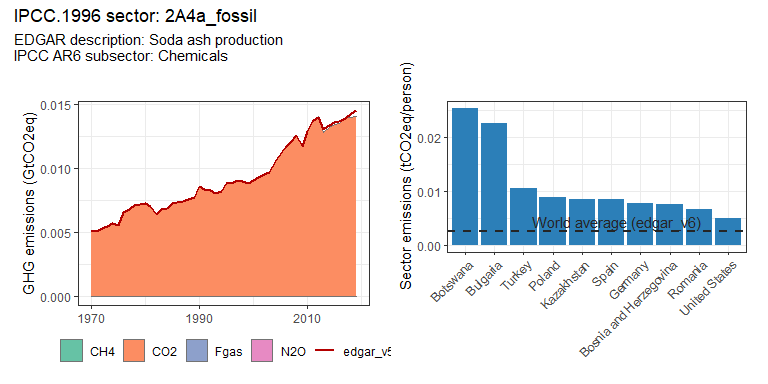 IPCC.1996 sector: 2A4a_fossil
EDGAR description: Soda ash production
IPCC AR6 subsector: Chemicals
GHG emissions (GtCO2eq)
0.015
0.010
0.005
0.000
1970
1990
2010
CH4
CO2
Fgas
N2O
edgar_v6
Sector emissions (tCO2eq/person)
0.02
0.01
0.00
World average (edgar_v6)
Botswana
Bulgaria
Turkey
Poland
Kazakhstan
Spain
Germany
Bosnia and Herzegovina
Romania
United States